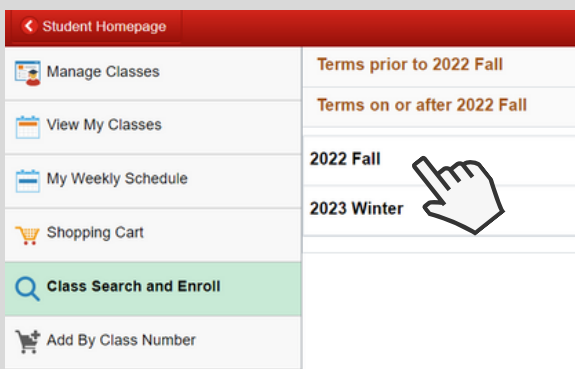 Student Homepage
Manage Classes
View My Classes
My Weekly Schedule
Shopping Cart
Class Search and Enroll
Add By Class Number
Terms prior to 2022 Fall
Terms on or after 2022 Fall
2022 Fall
2023 Winter